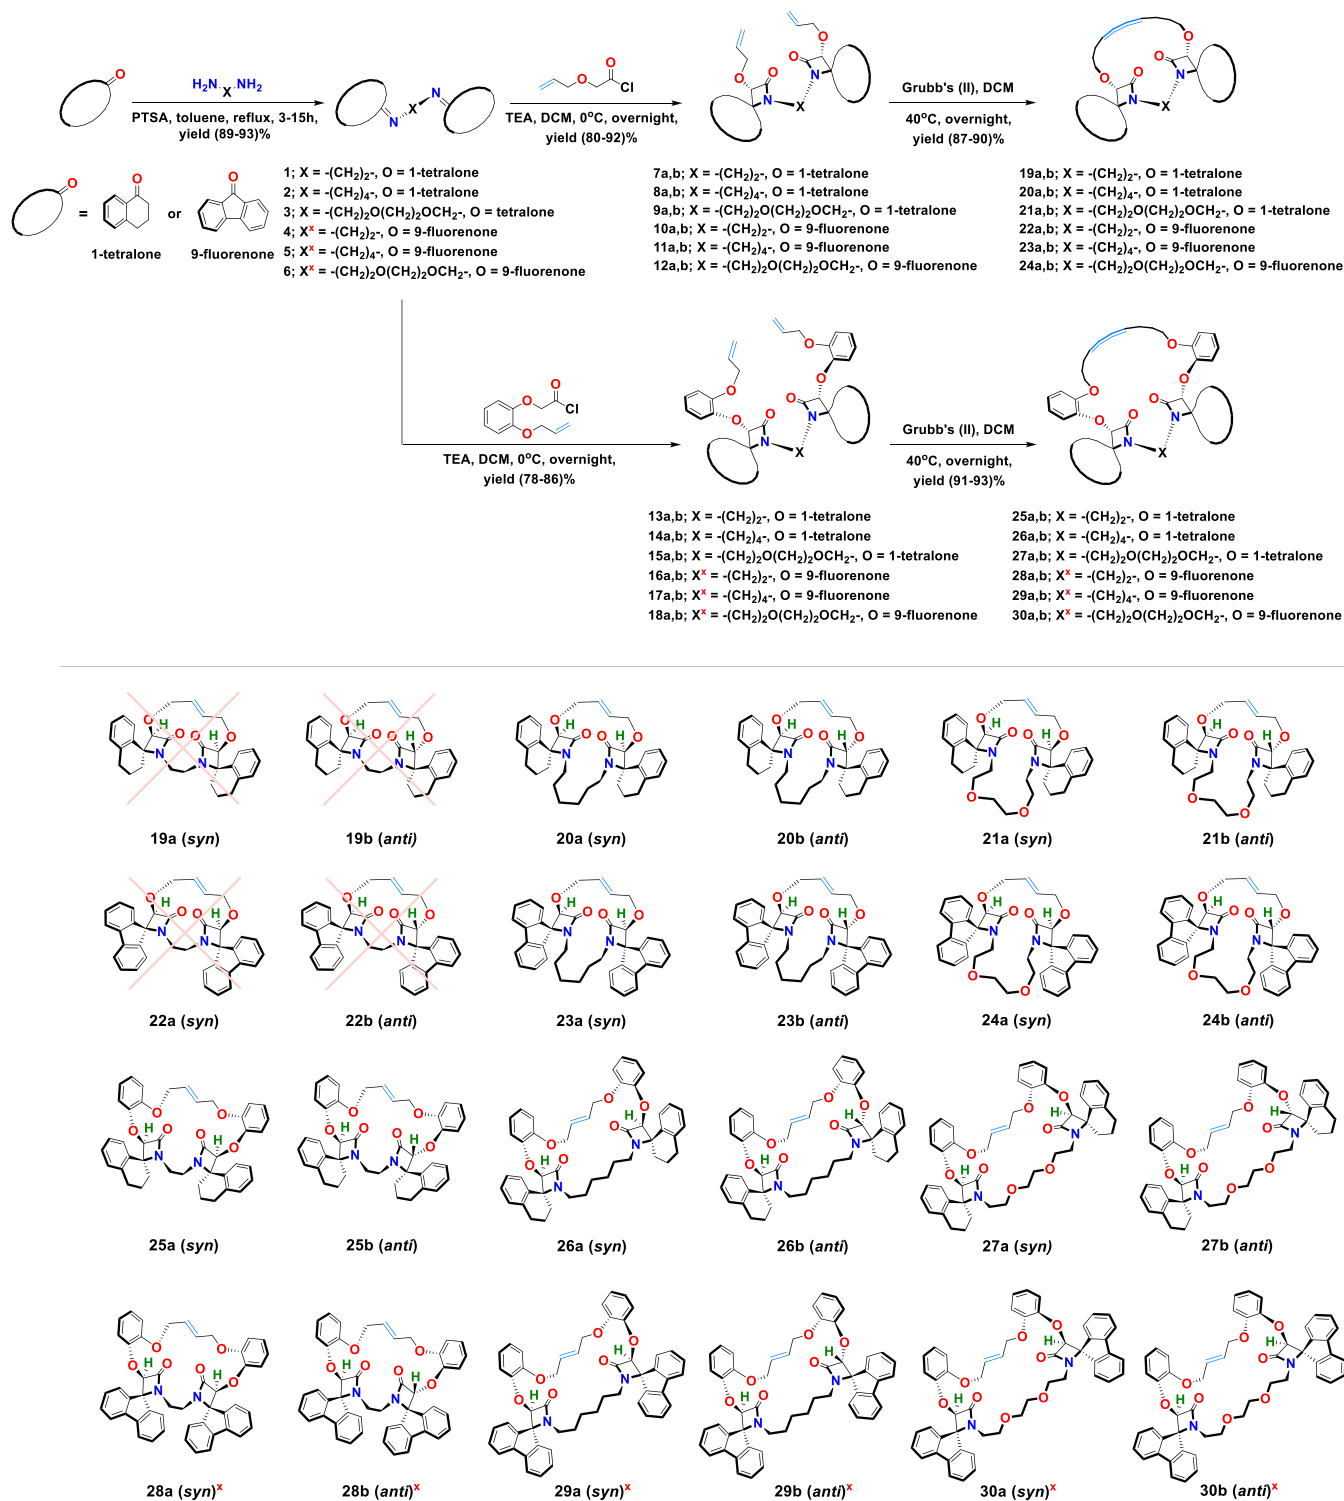 O
H₂N X NH₂
PTSA, toluene, reflux, 3-15h,
yield (89-93)%
N X N
O O Cl
TEA, DCM, 0°C, overnight,
yield (80-92)%
O O O O N N X
Grubb's (II), DCM
40°C, overnight,
yield (87-90)%
O O O O N N X
O = O or O
1-tetralone 9-fluorenone
1; X = -(CH₂)₂-, O = 1-tetralone
2; X = -(CH₂)₄-, O = 1-tetralone
3; X = -(CH₂)₂O(CH₂)₂OCH₂-, O = tetralone
4; Xˣ = -(CH₂)₂-, O = 9-fluorenone
5; Xˣ = -(CH₂)₄-, O = 9-fluorenone
6; Xˣ = -(CH₂)₂O(CH₂)₂OCH₂-, O = 9-fluorenone
7a,b; X = -(CH₂)₂-, O = 1-tetralone
8a,b; X = -(CH₂)₄-, O = 1-tetralone
9a,b; X = -(CH₂)₂O(CH₂)₂OCH₂-, O = 1-tetralone
10a,b; X = -(CH₂)₂-, O = 9-fluorenone
11a,b; X = -(CH₂)₄-, O = 9-fluorenone
12a,b; X = -(CH₂)₂O(CH₂)₂OCH₂-, O = 9-fluorenone
19a,b; X = -(CH₂)₂-, O = 1-tetralone
20a,b; X = -(CH₂)₄-, O = 1-tetralone
21a,b; X = -(CH₂)₂O(CH₂)₂OCH₂-, O = 1-tetralone
22a,b; X = -(CH₂)₂-, O = 9-fluorenone
23a,b; X = -(CH₂)₄-, O = 9-fluorenone
24a,b; X = -(CH₂)₂O(CH₂)₂OCH₂-, O = 9-fluorenone
O O Cl O
TEA, DCM, 0°C, overnight,
yield (78-86)%
O O O O O O N N X
Grubb's (II), DCM
40°C, overnight,
yield (91-93)%
O O O O O O N N X
13a,b; X = -(CH₂)₂-, O = 1-tetralone
14a,b; X = -(CH₂)₄-, O = 1-tetralone
15a,b; X = -(CH₂)₂O(CH₂)₂OCH₂-, O = 1-tetralone
16a,b; Xˣ = -(CH₂)₂-, O = 9-fluorenone
17a,b; Xˣ = -(CH₂)₄-, O = 9-fluorenone
18a,b; Xˣ = -(CH₂)₂O(CH₂)₂OCH₂-, O = 9-fluorenone
25a,b; X = -(CH₂)₂-, O = 1-tetralone
26a,b; X = -(CH₂)₄-, O = 1-tetralone
27a,b; X = -(CH₂)₂O(CH₂)₂OCH₂-, O = 1-tetralone
28a,b; Xˣ = -(CH₂)₂-, O = 9-fluorenone
29a,b; Xˣ = -(CH₂)₄-, O = 9-fluorenone
30a,b; Xˣ = -(CH₂)₂O(CH₂)₂OCH₂-, O = 9-fluorenone
O H O O H O N N
O H O O H O N N
O H O O H O N N
O H O O H O N N
O H O O H O N N O O
O H O O H O N N O O
19a (syn) 19b (anti) 20a (syn) 20b (anti) 21a (syn) 21b (anti)
O H O O H O N N
O H O O H O N N
O H O O H O N N
O H O O H O N N
O H O O H O N N O O
O H O O H O N N O O
22a (syn) 22b (anti) 23a (syn) 23b (anti) 24a (syn) 24b (anti)
O O O H O O H O N N
O O O H O O H O N N
O O H O O O H O N N
O O H O O O H O N N
O O H O O O H O N N O O
O O H O O O H O N N O O
25a (syn) 25b (anti) 26a (syn) 26b (anti) 27a (syn) 27b (anti)
O O O H O O H O N N
O O O H O O H O N N
O O H O O O H O N N
O O H O O O H O N N
O O H O O O H O N N O O
O O H O O O H O N N O O
28a (syn)ˣ 28b (anti)ˣ 29a (syn)ˣ 29b (anti)ˣ 30a (syn)ˣ 30b (anti)ˣ